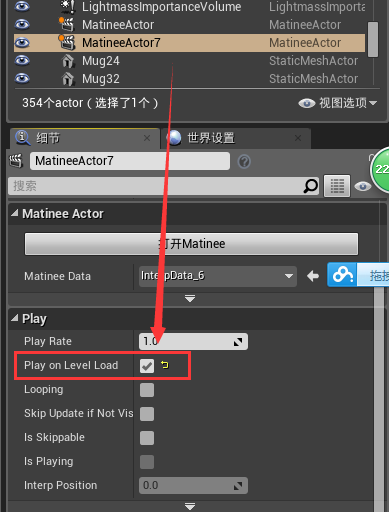 LightmassImportanceVolume LightmassImporta
MatineeActor MatineeActor
MatineeActor7 MatineeActor
Mug24 StaticMeshActor
Mug32 StaticMeshActor
354个actor（选择了1个） 视图选项
细节 世界设置
MatineeActor7
搜索
22
Matinee Actor
打开Matinee
Matinee Data InterpData_6 拖拽
Play
Play Rate 1.0
Play on Level Load
Looping
Skip Update if Not Vis
Is Skippable
Is Playing
Interp Position 0.0